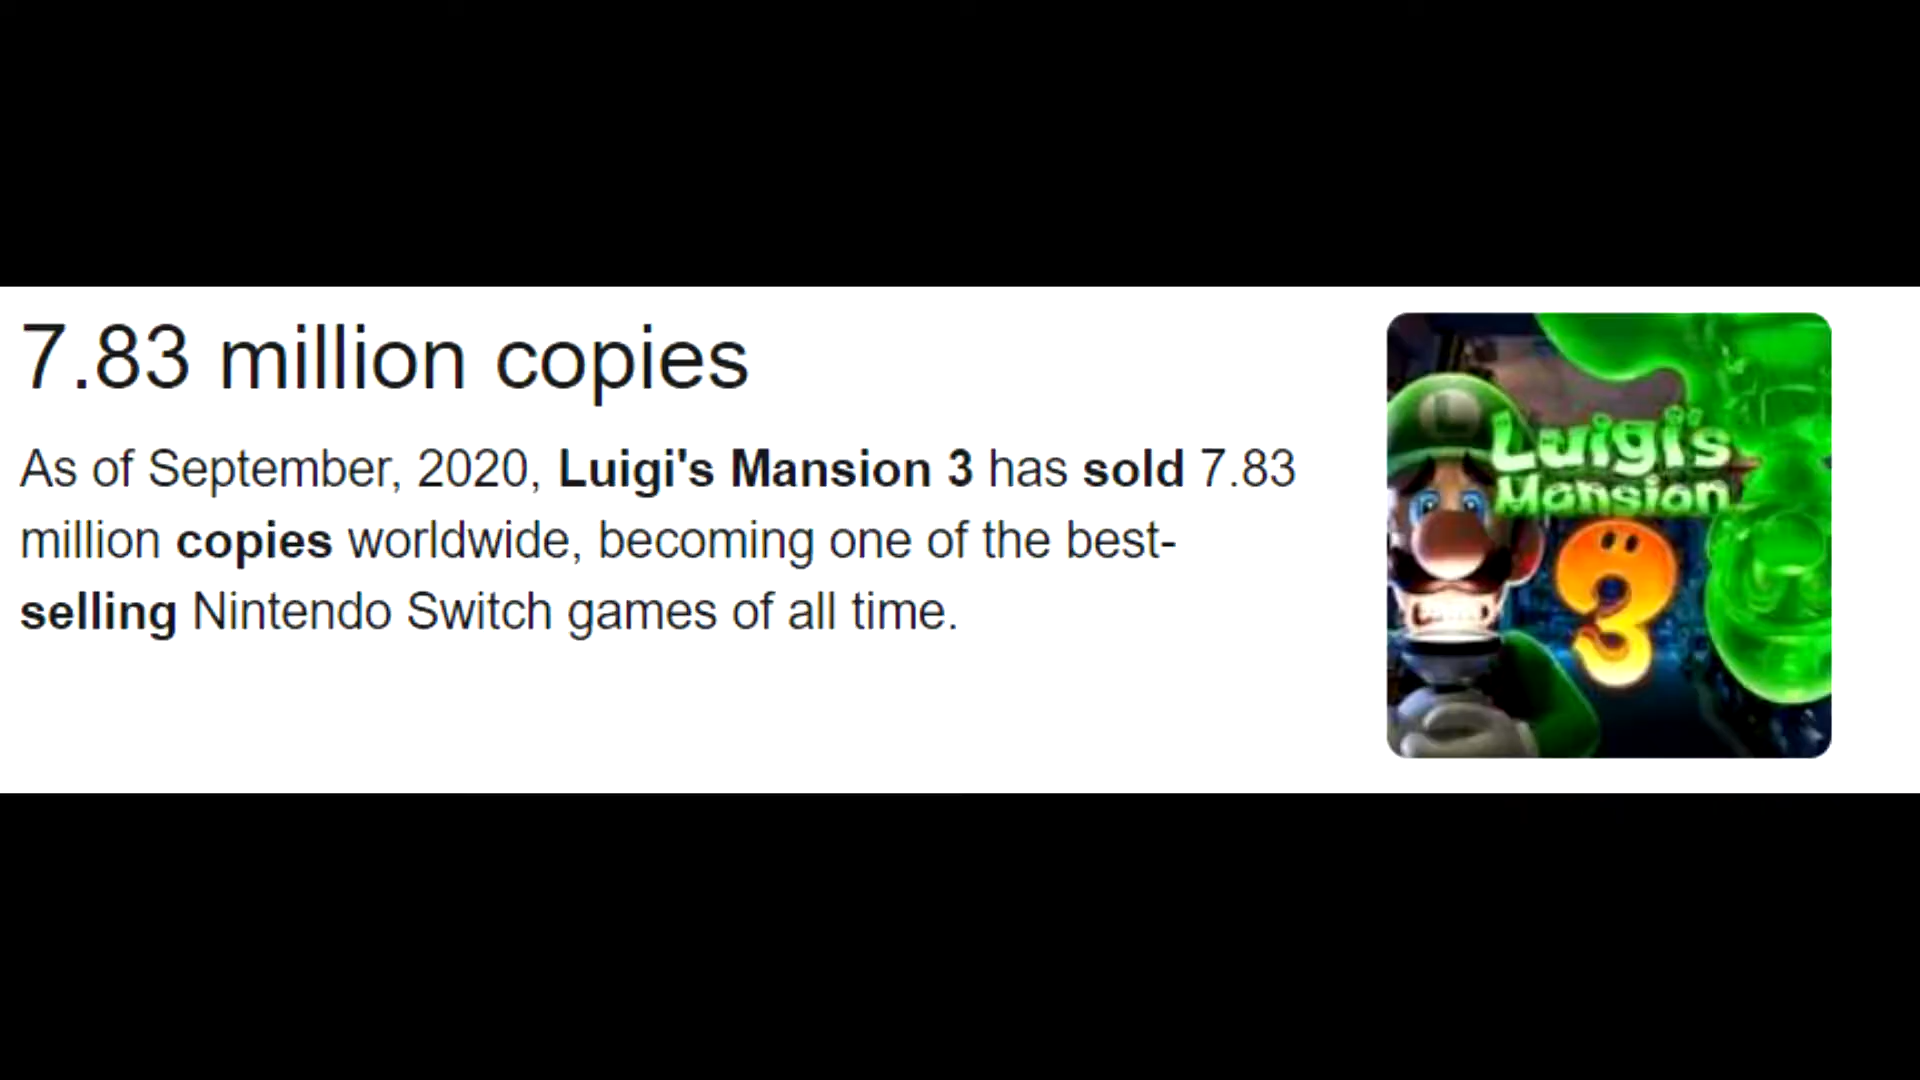 7.83 million copies
As of September, 2020, Luigi's Mansion 3 has sold 7.83
million copies worldwide, becoming one of the best-
selling Nintendo Switch games of all time.
L
Luigi's
Mansion
3